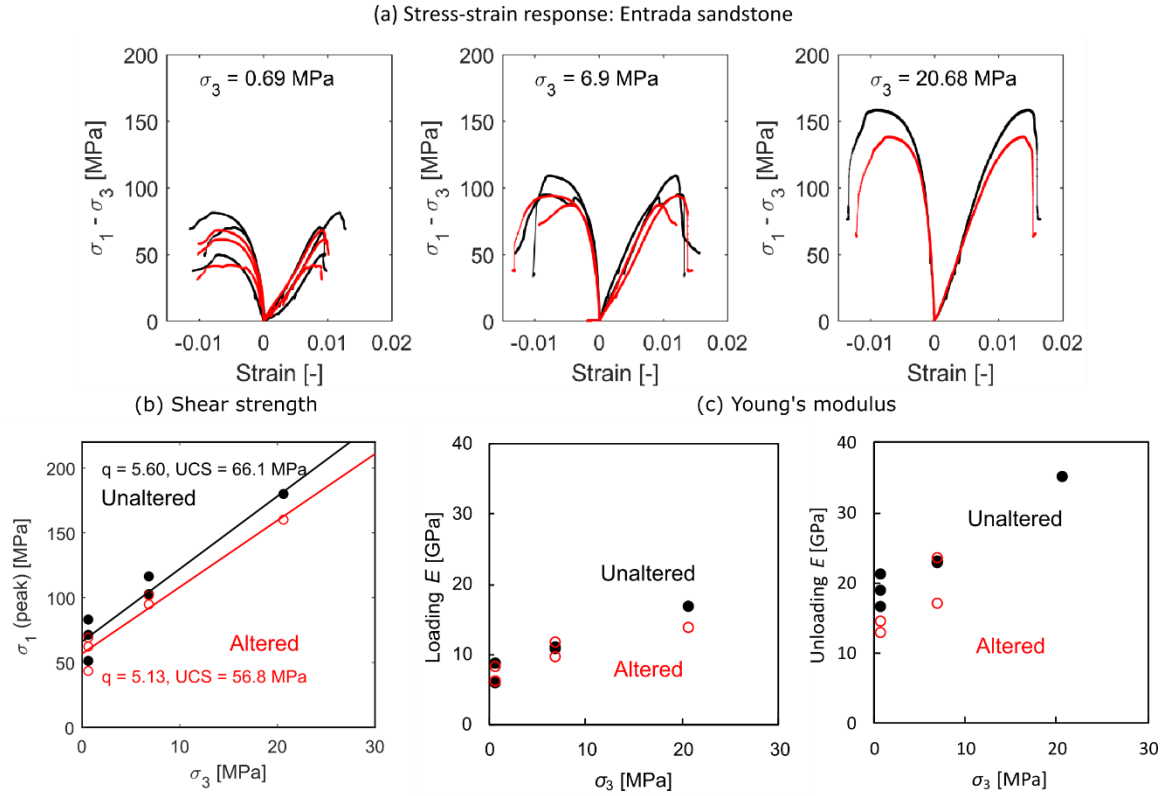 (a) Stress-strain response: Entrada sandstone
200
150
100
50
0
σ1 - σ3 [MPa]
σ3 = 0.69 MPa
-0.01 0 0.01 0.02
Strain [-]
200
150
100
50
0
σ1 - σ3 [MPa]
σ3 = 6.9 MPa
-0.01 0 0.01 0.02
Strain [-]
200
150
100
50
0
σ1 - σ3 [MPa]
σ3 = 20.68 MPa
-0.01 0 0.01 0.02
Strain [-]
(b) Shear strength
200
150
100
50
0
σ1 (peak) [MPa]
q = 5.60, UCS = 66.1 MPa
Unaltered
Altered
q = 5.13, UCS = 56.8 MPa
0 10 20 30
σ3 [MPa]
(c) Young's modulus
40
30
20
10
0
Loading E [GPa]
Unaltered
Altered
0 10 20 30
σ3 [MPa]
40
30
20
10
0
Unloading E [GPa]
Unaltered
Altered
0 10 20 30
σ3 [MPa]